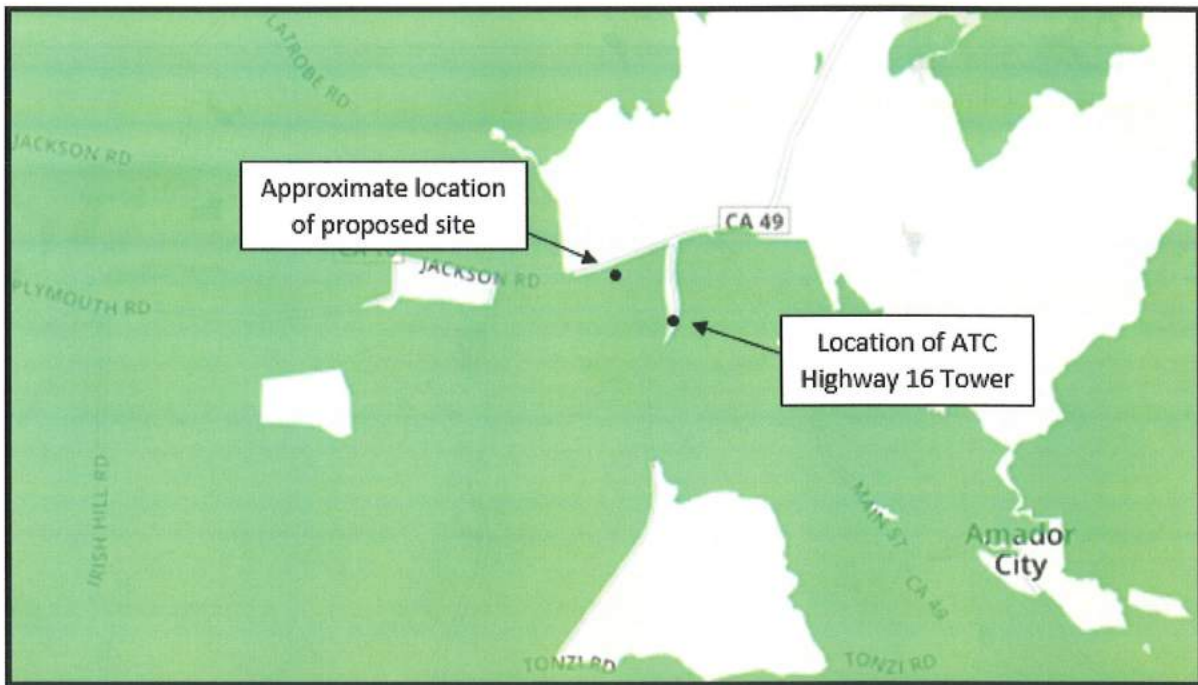 LATROBE RD
JACKSON RD
Approximate location
of proposed site
CA 49
JACKSON RD
PLYMOUTH RD
Location of ATC
Highway 16 Tower
IRISH HILL RD
MAIN ST
Amador
City
CA 49
TONZI RD
TONZI RD